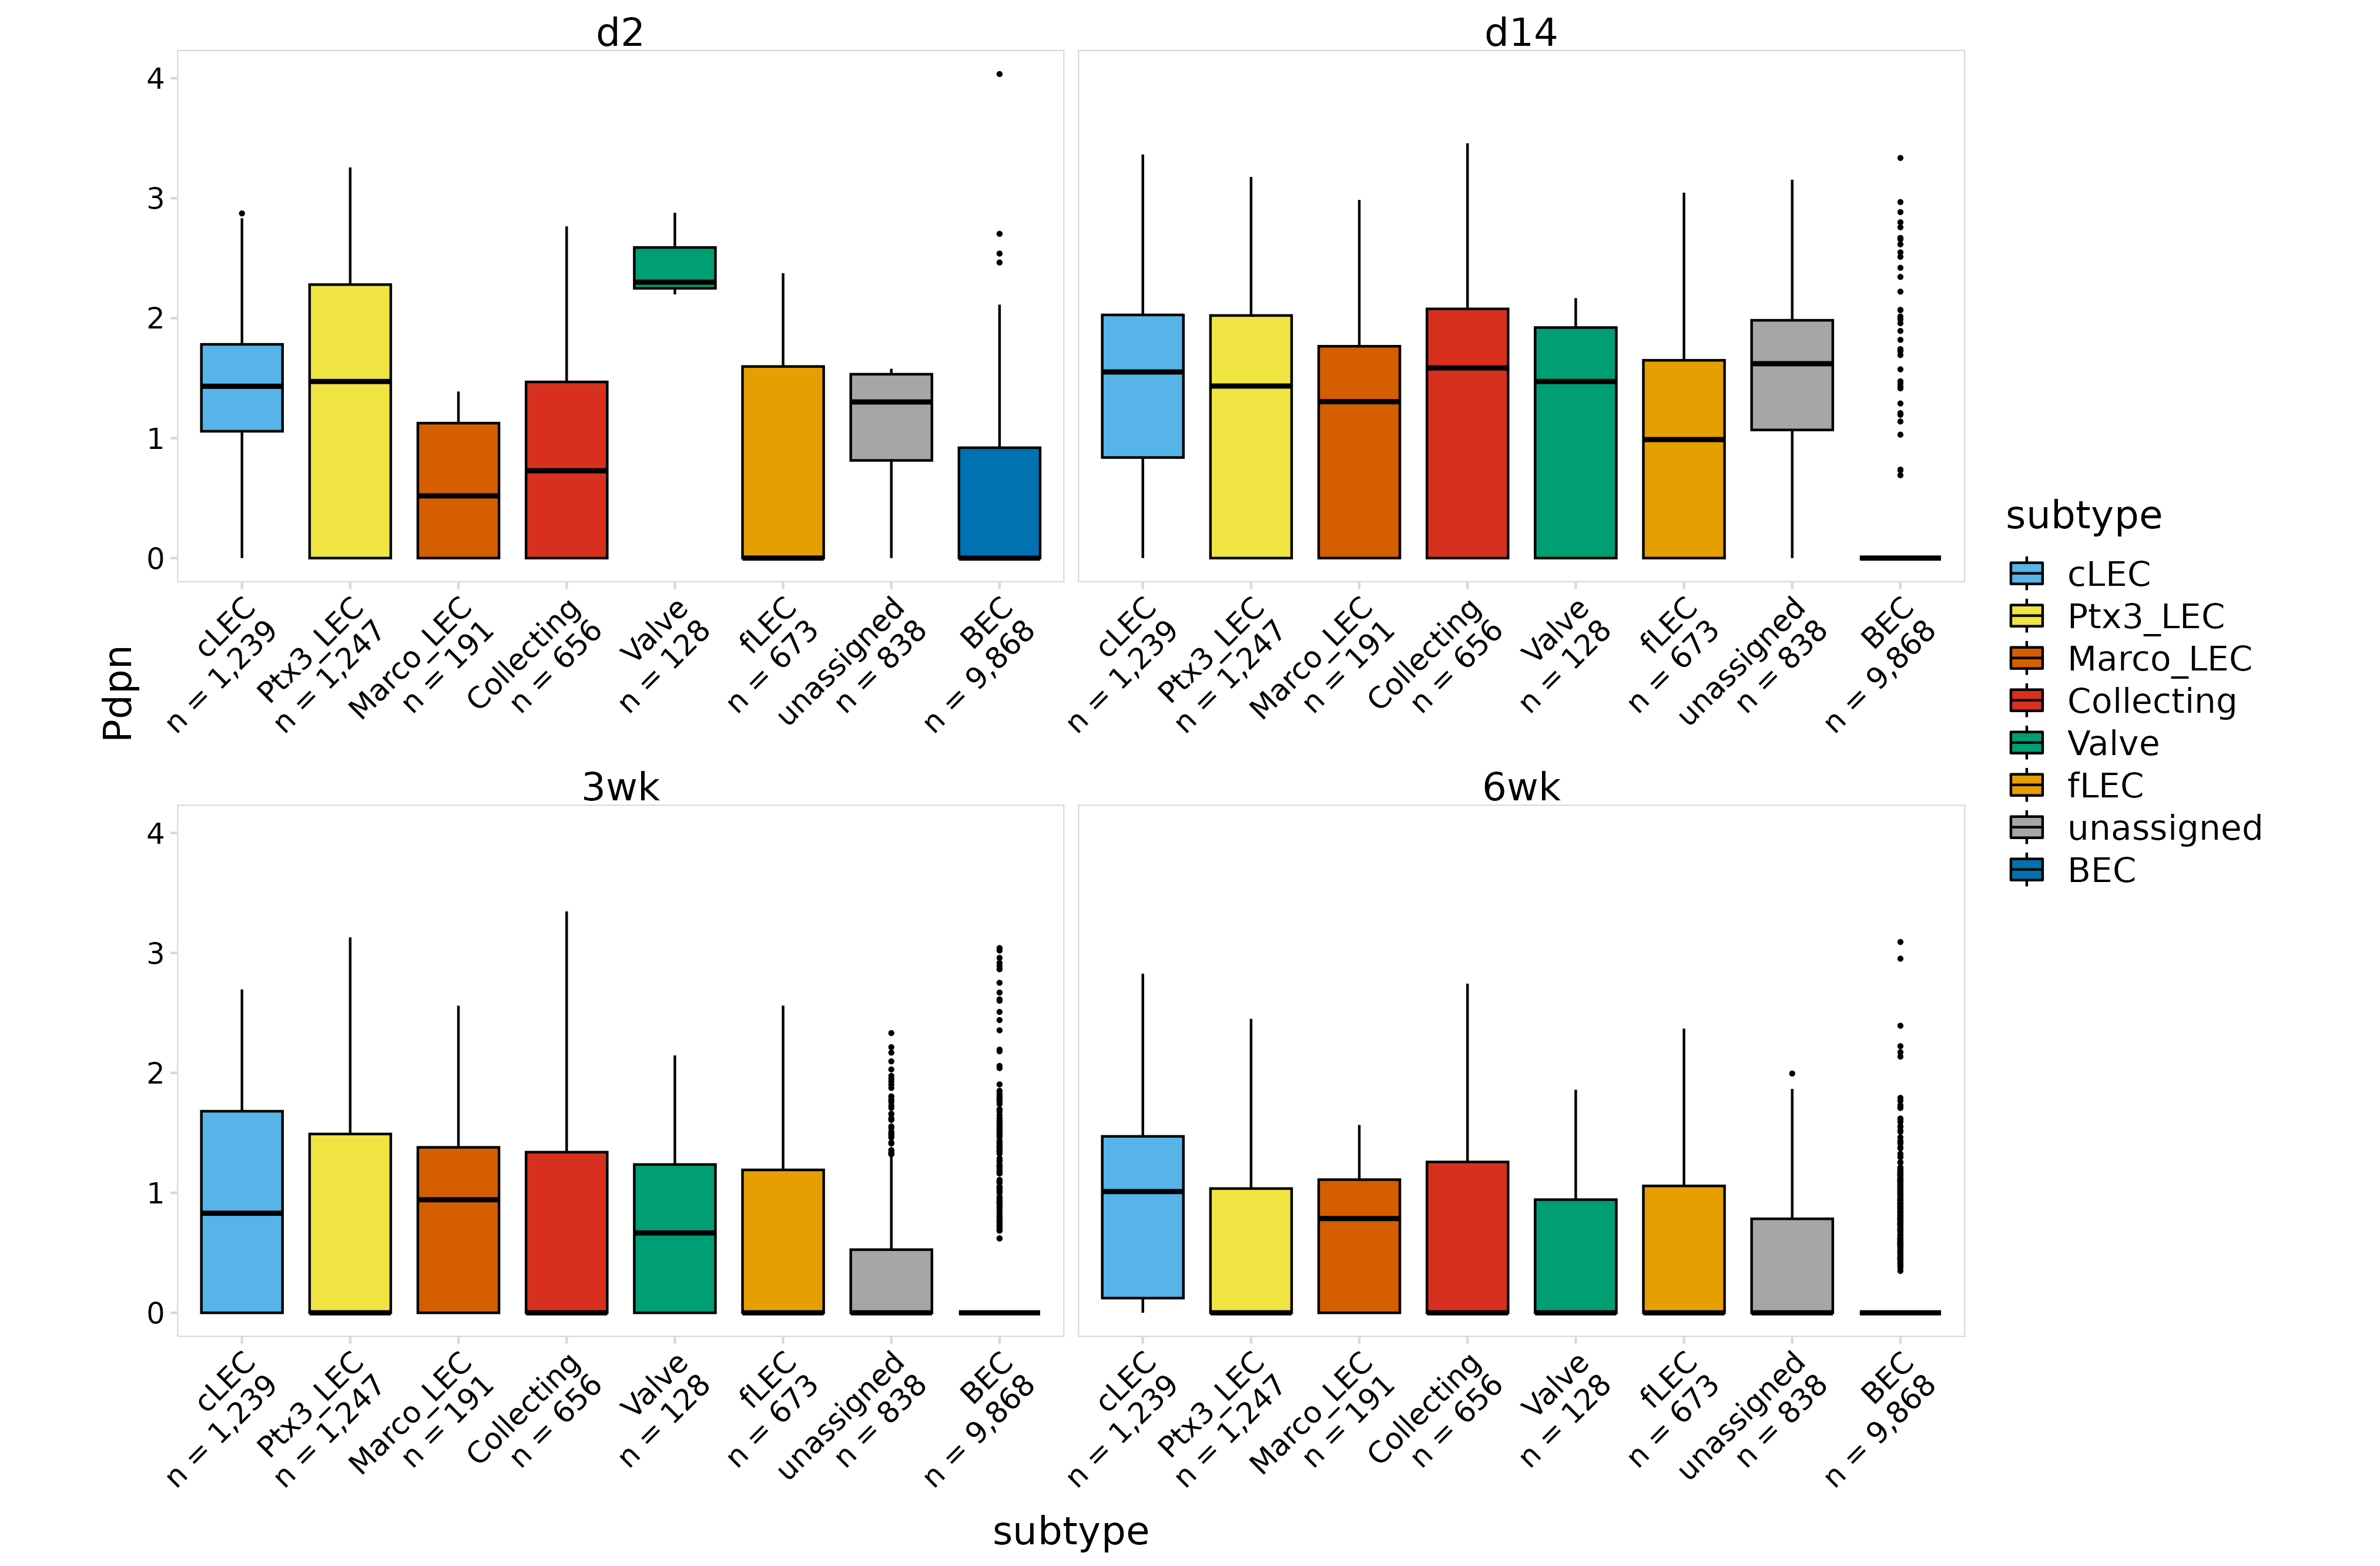 d2
d14
Pdpn
4
3
2
1
0
cLEC
n = 1,239
Ptx3_LEC
n = 1,247
Marco_LEC
n = 191
Collecting
n = 656
Valve
n = 128
fLEC
n = 673
unassigned
n = 838
BEC
n = 9,868
cLEC
n = 1,239
Ptx3_LEC
n = 1,247
Marco_LEC
n = 191
Collecting
n = 656
Valve
n = 128
fLEC
n = 673
unassigned
n = 838
BEC
n = 9,868
3wk
6wk
4
3
2
1
0
cLEC
n = 1,239
Ptx3_LEC
n = 1,247
Marco_LEC
n = 191
Collecting
n = 656
Valve
n = 128
fLEC
n = 673
unassigned
n = 838
BEC
n = 9,868
cLEC
n = 1,239
Ptx3_LEC
n = 1,247
Marco_LEC
n = 191
Collecting
n = 656
Valve
n = 128
fLEC
n = 673
unassigned
n = 838
BEC
n = 9,868
subtype
subtype
cLEC
Ptx3_LEC
Marco_LEC
Collecting
Valve
fLEC
unassigned
BEC